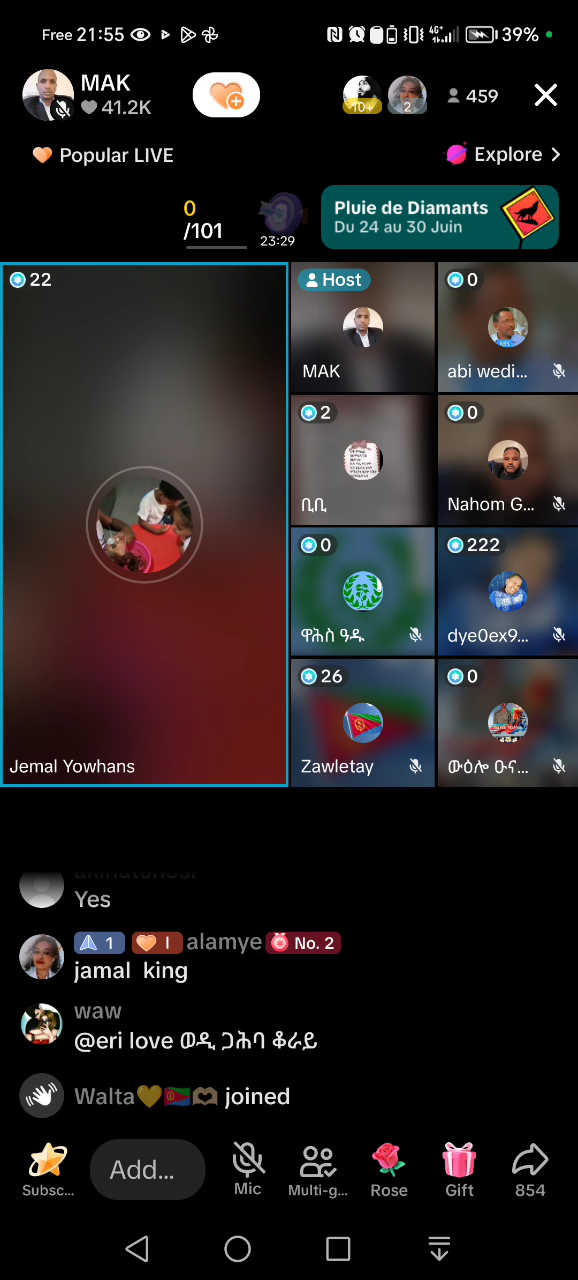 Free 21:55
4G+ 39%
MAK
41.2K
10+
2
459
Popular LIVE
Explore
0
/101
23:29
Pluie de Diamants
Du 24 au 30 Juin
22
Host
0
MAK
abi wedi...
2
0
ቢቢ
Nahom G...
0
222
ዋሕስ ዓዱ
dye0ex9...
26
0
Jemal Yowhans
Zawletay
ውዕሎ ዑና...
Yes
1 I alamye No. 2
jamal king
waw
@eri love ወዲ ጋሕባ ቆራይ
Walta💛🇪🇷🫶🏽 joined
Subsc...
Add...
Mic
Multi-g...
Rose
Gift
854